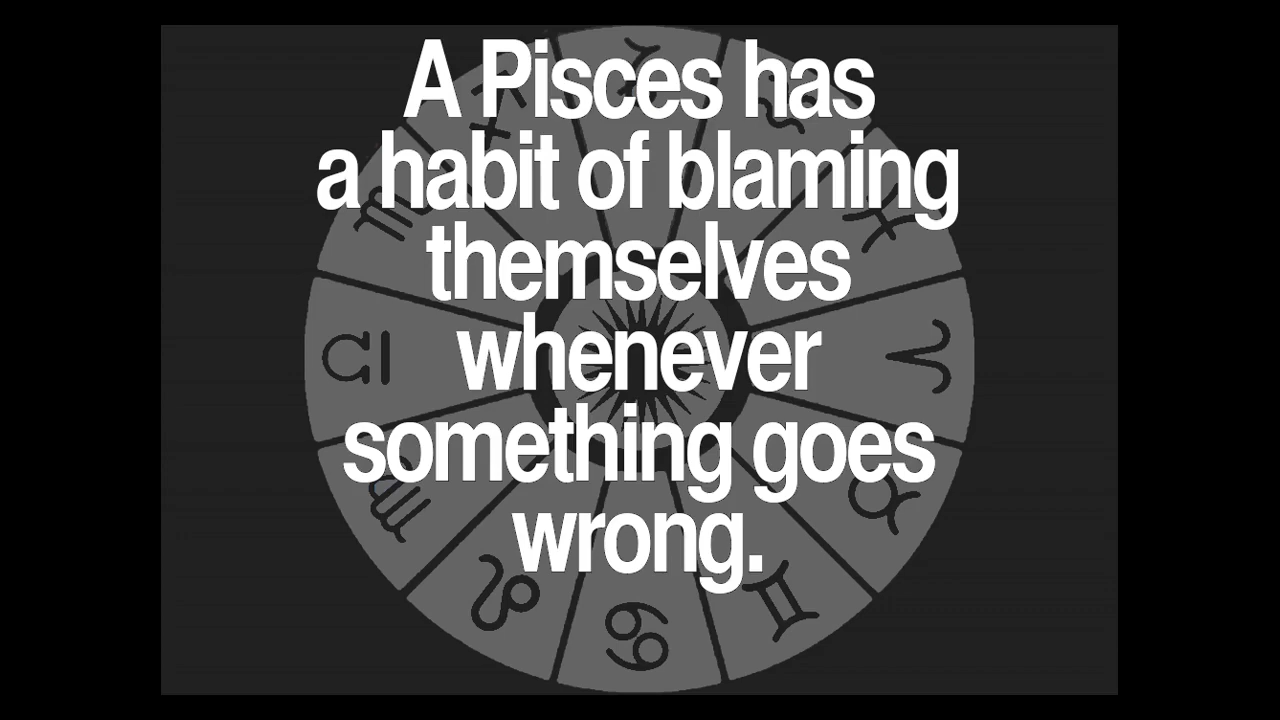 A Pisces has
a habit of blaming
themselves
whenever
something goes
wrong.